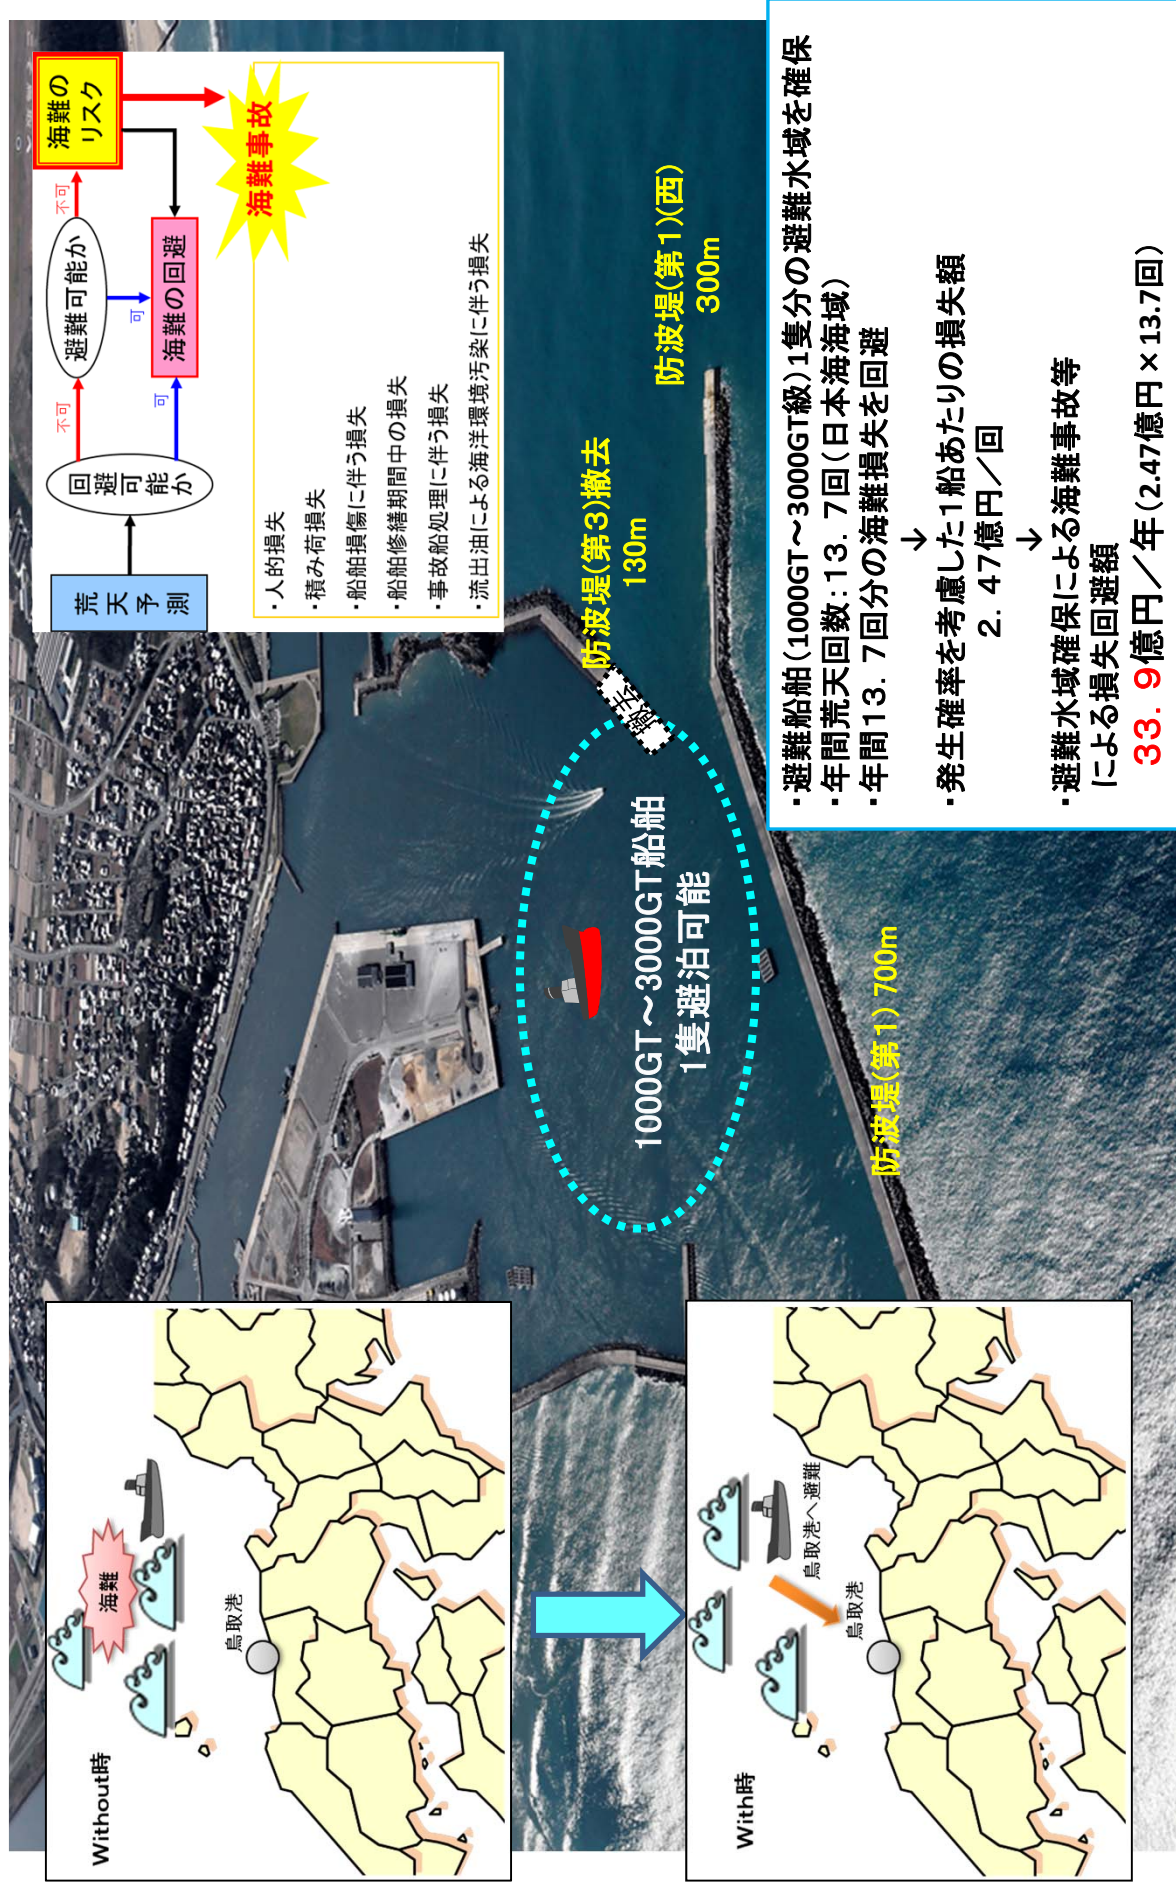 Without時
海難
鳥取港
With時
鳥取港へ避難
鳥取港
荒天予測
回避可能か
不可
可
避難可能か
不可
可
海難の
リスク
海難の回避
海難事故
・人的損失
・積み荷損失
・船舶損傷に伴う損失
・船舶修繕期間中の損失
・事故船処理に伴う損失
・流出油による海洋環境汚染に伴う損失
防波堤(第3)撤去
130m
撤去
防波堤(第1)(西)
300m
1000GT～3000GT船舶
1隻避泊可能
防波堤(第1)700m
・避難船舶(1000GT～3000GT級)1隻分の避難水域を確保
・年間荒天回数:13.7回(日本海海域)
・年間13.7回分の海難損失を回避
↓
・発生確率を考慮した1船あたりの損失額
2.47億円／回
↓
・避難水域確保による海難事故等
による損失回避額
33.9億円／年(2.47億円×13.7回)